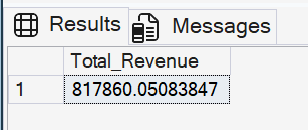 Results Messages
Total_Revenue
1 817860.05083847